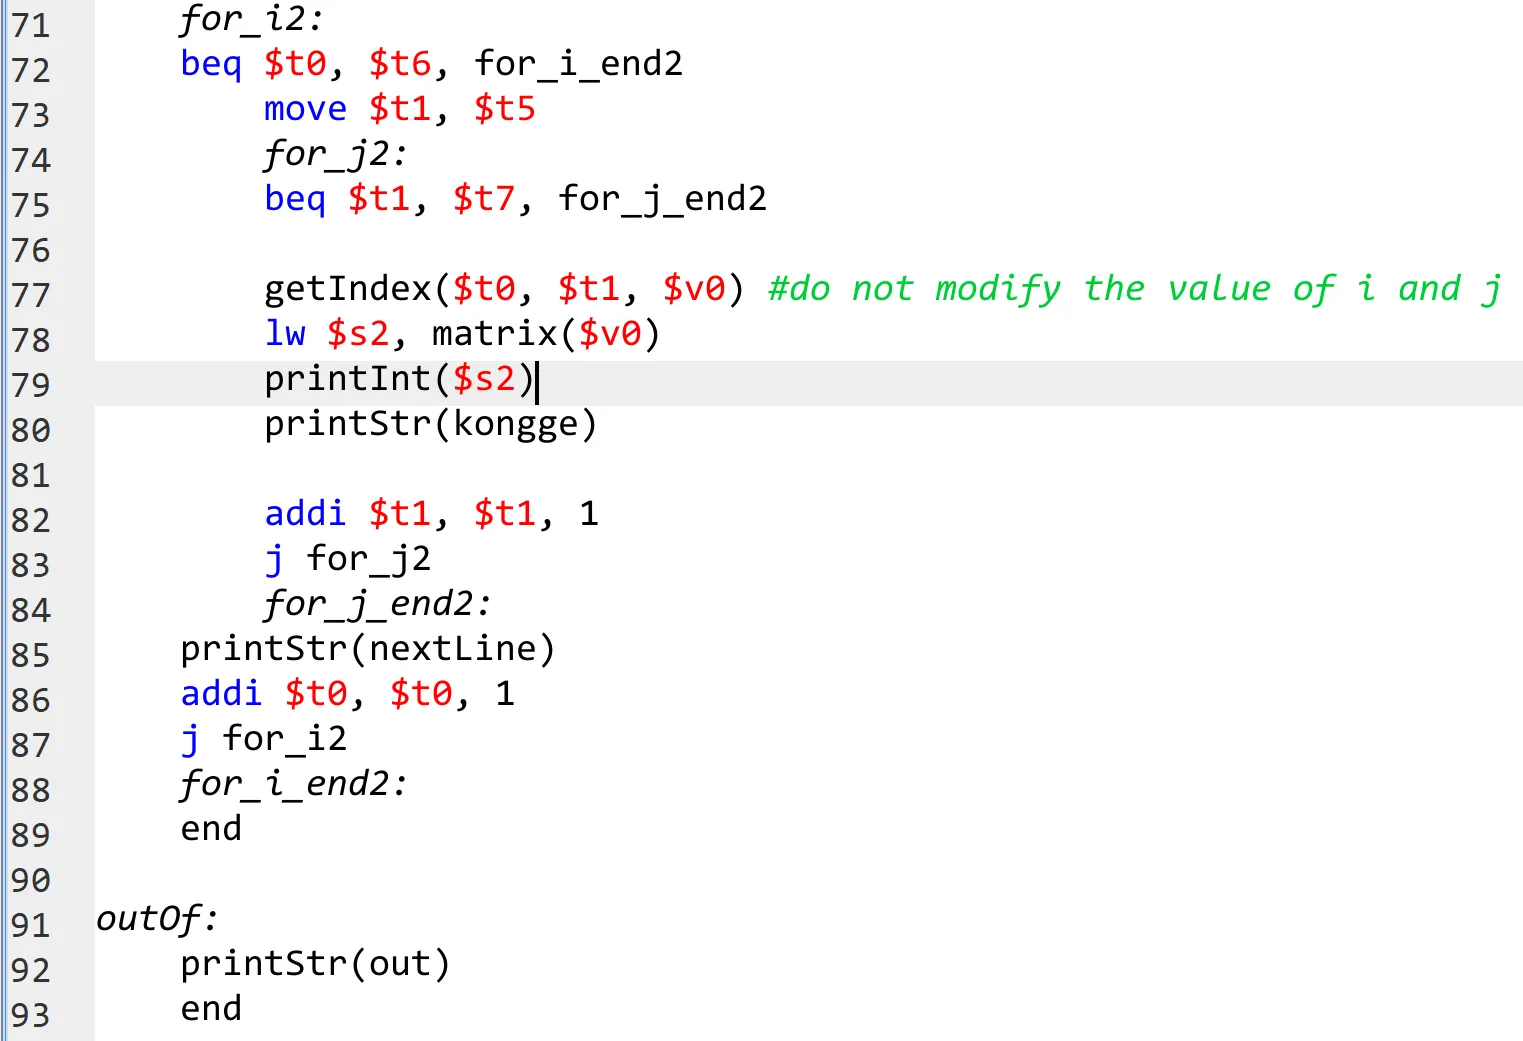 71 for_i2:
72 beq $t0, $t6, for_i_end2
73 move $t1, $t5
74 for_j2:
75 beq $t1, $t7, for_j_end2
76
77 getIndex($t0, $t1, $v0) #do not modify the value of i and j
78 lw $s2, matrix($v0)
79 printInt($s2)
80 printStr(kongge)
81
82 addi $t1, $t1, 1
83 j for_j2
84 for_j_end2:
85 printStr(nextLine)
86 addi $t0, $t0, 1
87 j for_i2
88 for_i_end2:
89 end
90
91 outOf:
92 printStr(out)
93 end